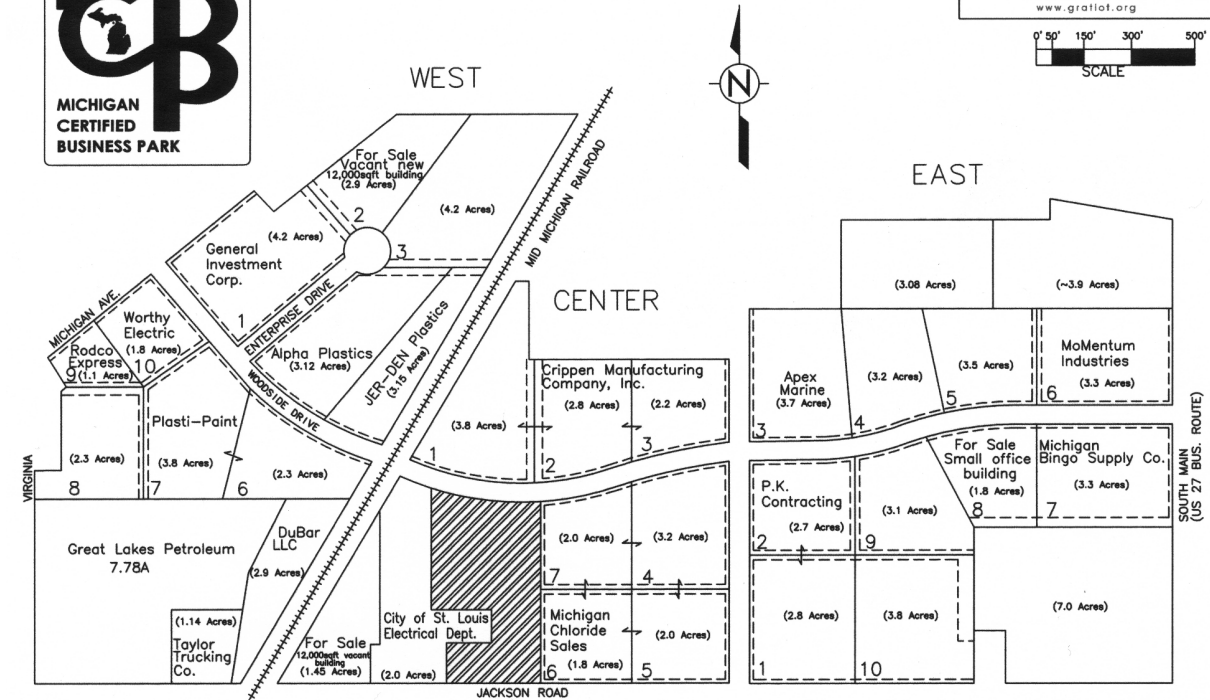 www.gratiot.org
0' 50' 150' 300' 500'
SCALE
MICHIGAN
CERTIFIED
BUSINESS PARK
WEST
N
EAST
CENTER
For Sale
Vacant new
12,000sqft building
(2.9 Acres)
2
(4.2 Acres)
3
MID MICHIGAN RAILROAD
(4.2 Acres)
General
Investment
Corp.
1
ENTERPRISE DRIVE
MICHIGAN AVE.
Worthy
Electric
(1.8 Acres)
10
Rodco
Express
(1.1 Acres)
9
Alpha Plastics
(3.12 Acres)
JER-DEN Plastics
(3.15 Acres)
WOODSIDE DRIVE
Plasti-Paint
(3.8 Acres)
7
(2.3 Acres)
6
(2.3 Acres)
8
VIRGINIA
Great Lakes Petroleum
7.78A
DuBar
LLC
(2.9 Acres)
(1.14 Acres)
Taylor
Trucking
Co.
For Sale
12,000sqft vacant
building
(1.45 Acres)
City of St. Louis
Electrical Dept.
(2.0 Acres)
JACKSON ROAD
(3.8 Acres)
1
Crippen Manufacturing
Company, Inc.
(2.8 Acres)
2
(2.2 Acres)
3
(2.0 Acres)
7
(3.2 Acres)
4
Michigan
Chloride
Sales
(1.8 Acres)
6
(2.0 Acres)
5
(3.08 Acres)
(~3.9 Acres)
Apex
Marine
(3.7 Acres)
3
(3.2 Acres)
4
(3.5 Acres)
5
MoMentum
Industries
(3.3 Acres)
6
P.K.
Contracting
(2.7 Acres)
2
(3.1 Acres)
9
For Sale
Small office
building
(1.8 Acres)
8
Michigan
Bingo Supply Co.
(3.3 Acres)
7
(2.8 Acres)
1
(3.8 Acres)
10
(7.0 Acres)
SOUTH MAIN
(US 27 BUS. ROUTE)